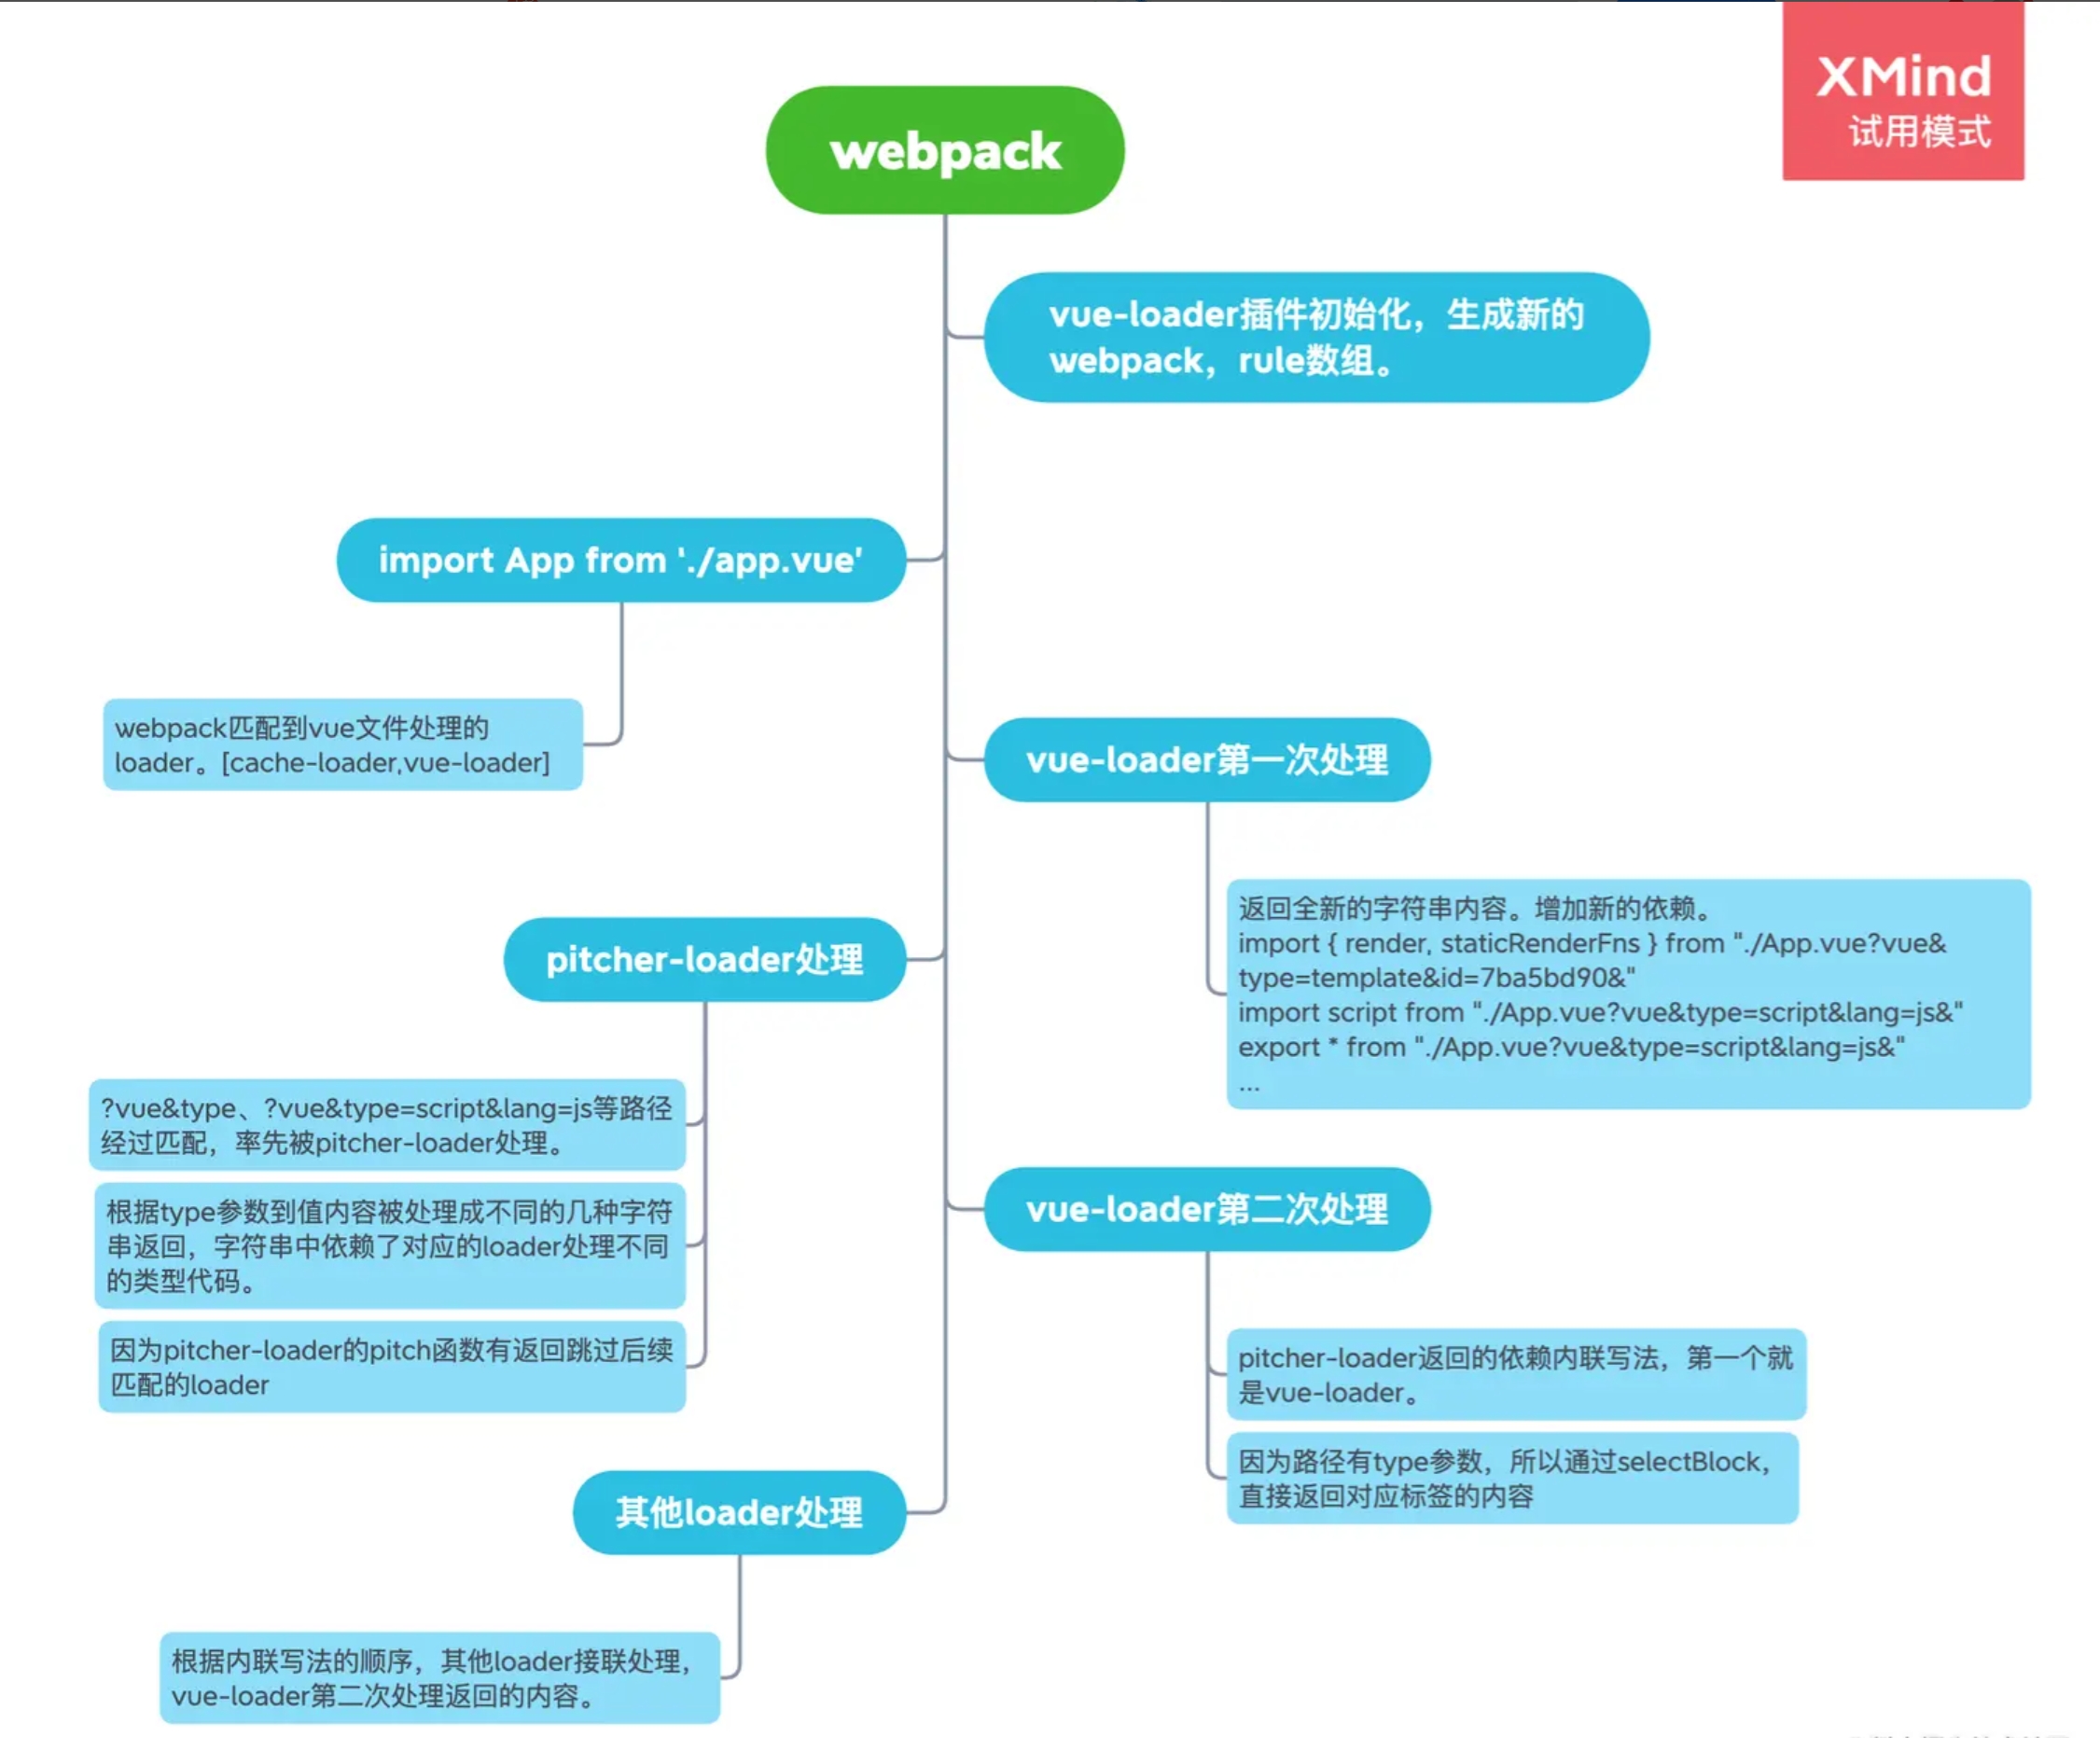 XMind
试用模式
webpack
vue-loader插件初始化，生成新的
webpack，rule数组。
import App from './app.vue'
webpack匹配到vue文件处理的
loader。[cache-loader,vue-loader]
vue-loader第一次处理
返回全新的字符串内容。增加新的依赖。
import { render, staticRenderFns } from "./App.vue?vue&
type=template&id=7ba5bd90&"
import script from "./App.vue?vue&type=script&lang=js&"
export * from "./App.vue?vue&type=script&lang=js&"
...
pitcher-loader处理
?vue&type、?vue&type=script&lang=js等路径
经过匹配，率先被pitcher-loader处理。
根据type参数到值内容被处理成不同的几种字符
串返回，字符串中依赖了对应的loader处理不同
的类型代码。
因为pitcher-loader的pitch函数有返回跳过后续
匹配的loader
vue-loader第二次处理
pitcher-loader返回的依赖内联写法，第一个就
是vue-loader。
因为路径有type参数，所以通过selectBlock，
直接返回对应标签的内容
其他loader处理
根据内联写法的顺序，其他loader接联处理，
vue-loader第二次处理返回的内容。